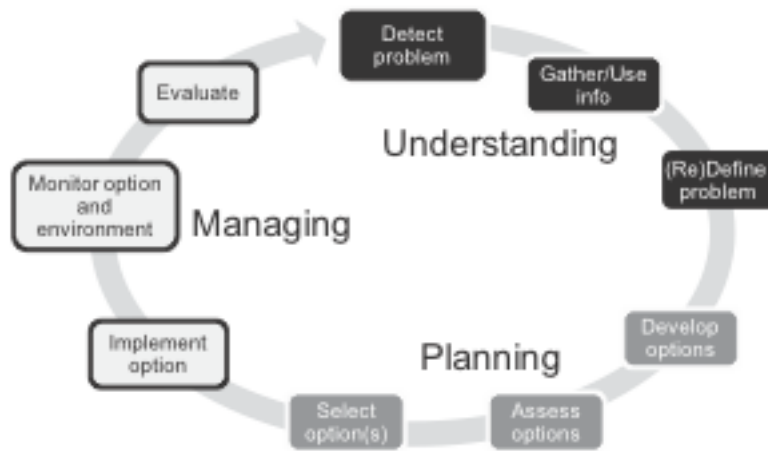 Detect
problem
Gather/Use
info
Understanding
(Re)Define
problem
Develop
options
Planning
Assess
options
Select
option(s)
Implement
option
Managing
Monitor option
and
environment
Evaluate